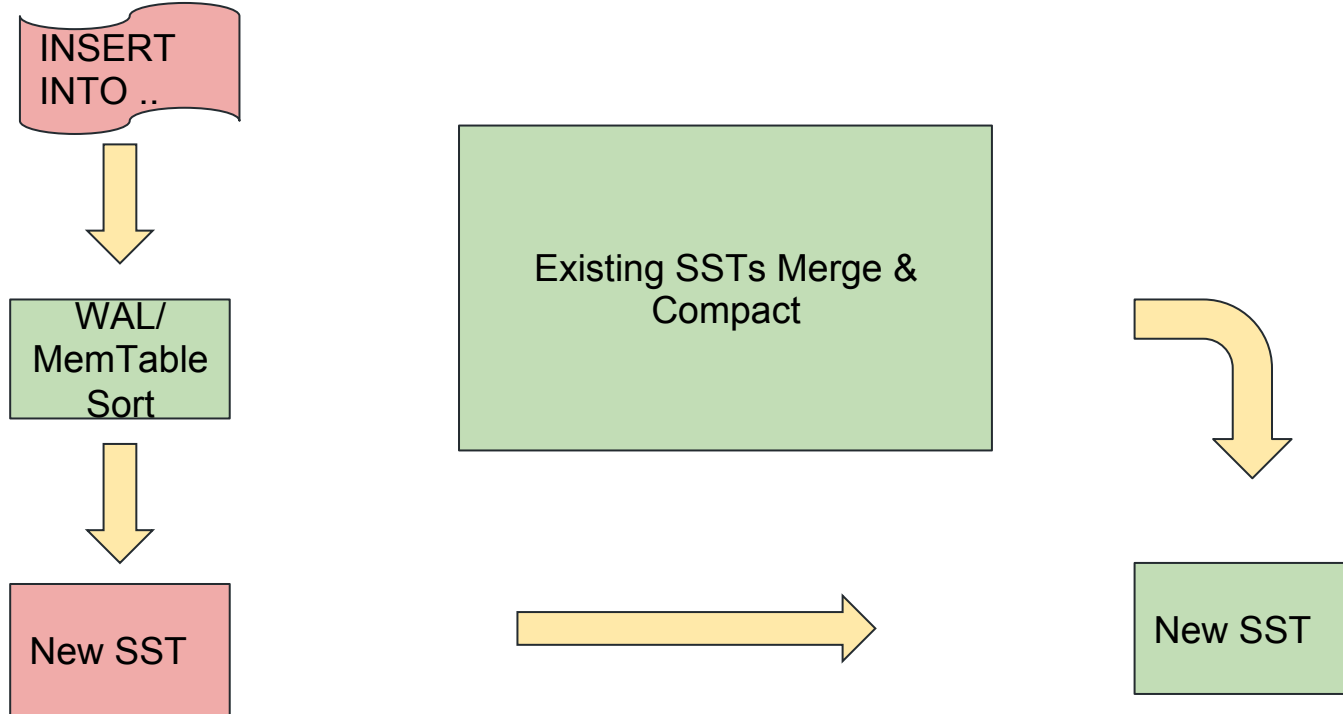 INSERT
INTO ..
WAL/
MemTable
Sort
Existing SSTs Merge &
Compact
New SST
New SST